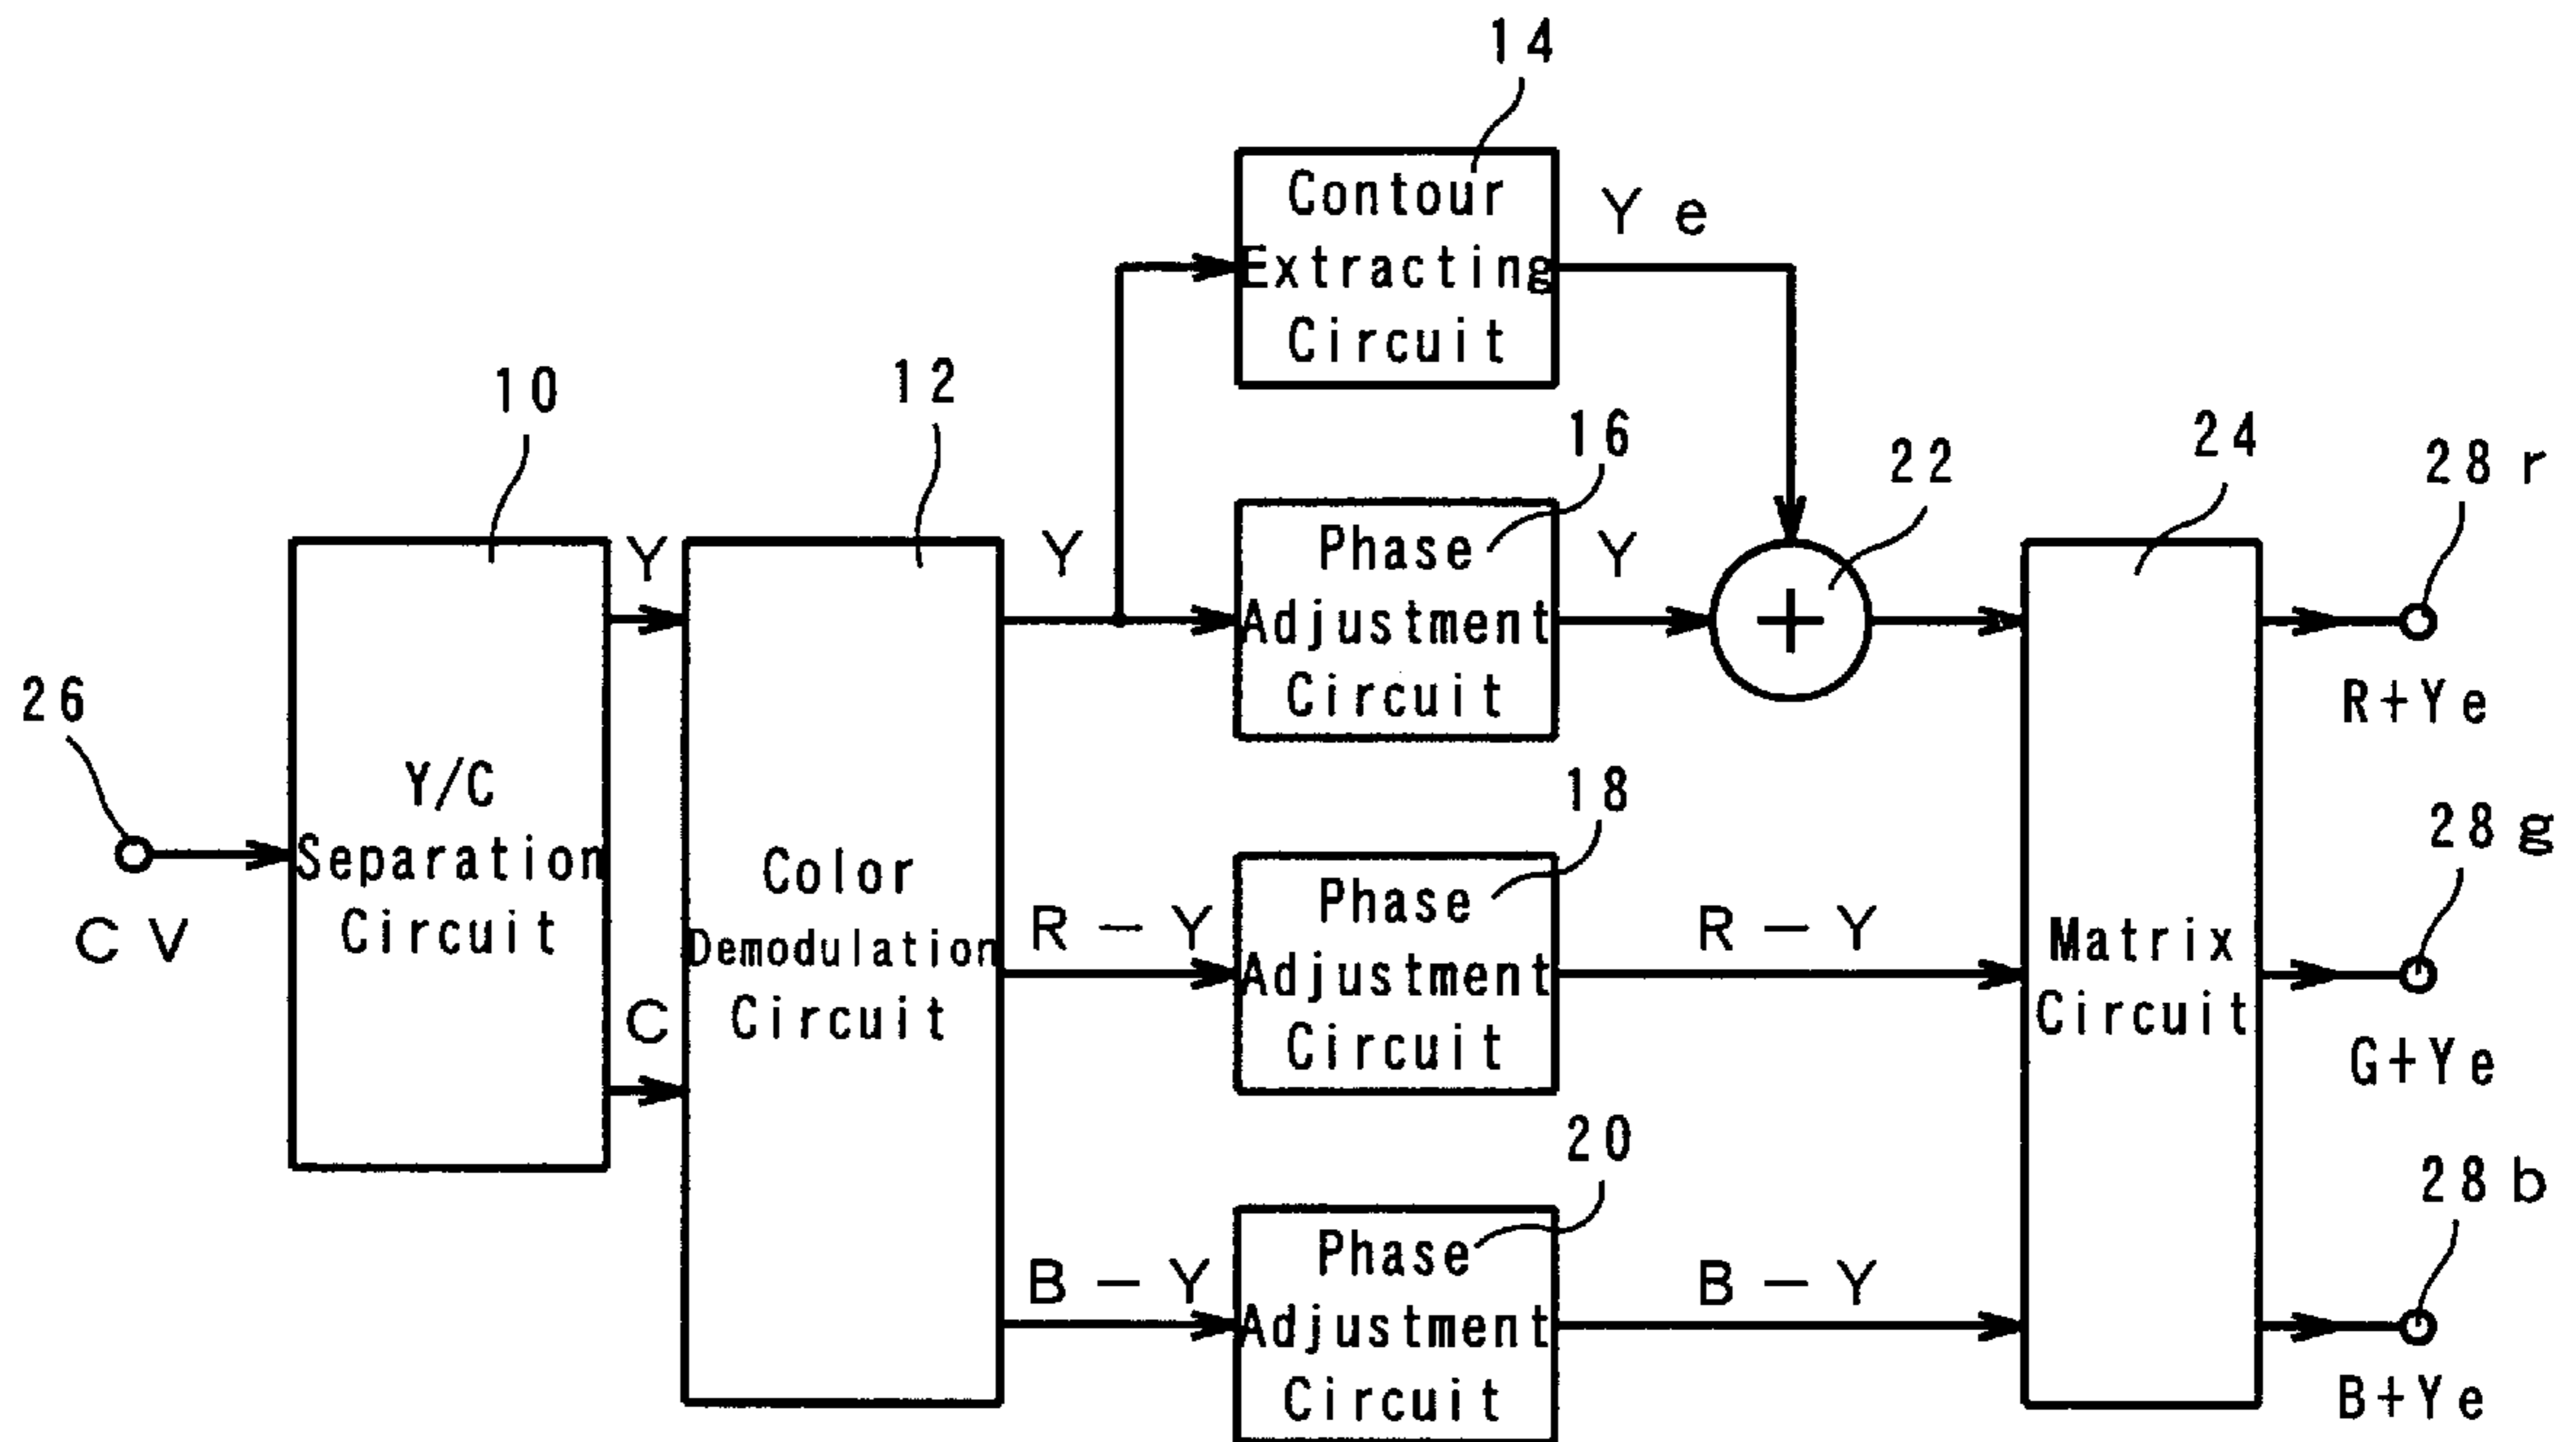 14
Contour
Extracting
Circuit
Y e
10
12
16
22
24
28 r
Y
Y
Phase
Adjustment
Circuit
Y
+
R+Ye
26
C V
Y/C
Separation
Circuit
C
Color
Demodulation
Circuit
18
R - Y
Phase
Adjustment
Circuit
R - Y
Matrix
Circuit
28 g
G+Ye
20
B - Y
Phase
Adjustment
Circuit
B - Y
28 b
B+Ye